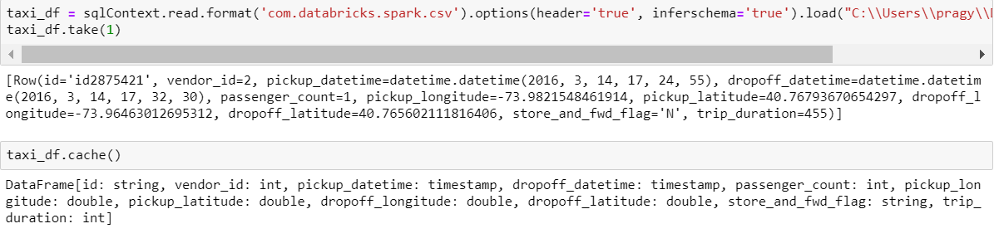 taxi_df = sqlContext.read.format('com.databricks.spark.csv').options(header='true', inferschema='true').load("C:\\Users\\pragy\\
taxi_df.take(1)
[Row(id='id2875421', vendor_id=2, pickup_datetime=datetime.datetime(2016, 3, 14, 17, 24, 55), dropoff_datetime=datetime.datetim
e(2016, 3, 14, 17, 32, 30), passenger_count=1, pickup_longitude=-73.9821548461914, pickup_latitude=40.76793670654297, dropoff_l
ongitude=-73.96463012695312, dropoff_latitude=40.765602111816406, store_and_fwd_flag='N', trip_duration=455)]
taxi_df.cache()
DataFrame[id: string, vendor_id: int, pickup_datetime: timestamp, dropoff_datetime: timestamp, passenger_count: int, pickup_lon
gitude: double, pickup_latitude: double, dropoff_longitude: double, dropoff_latitude: double, store_and_fwd_flag: string, trip_
duration: int]